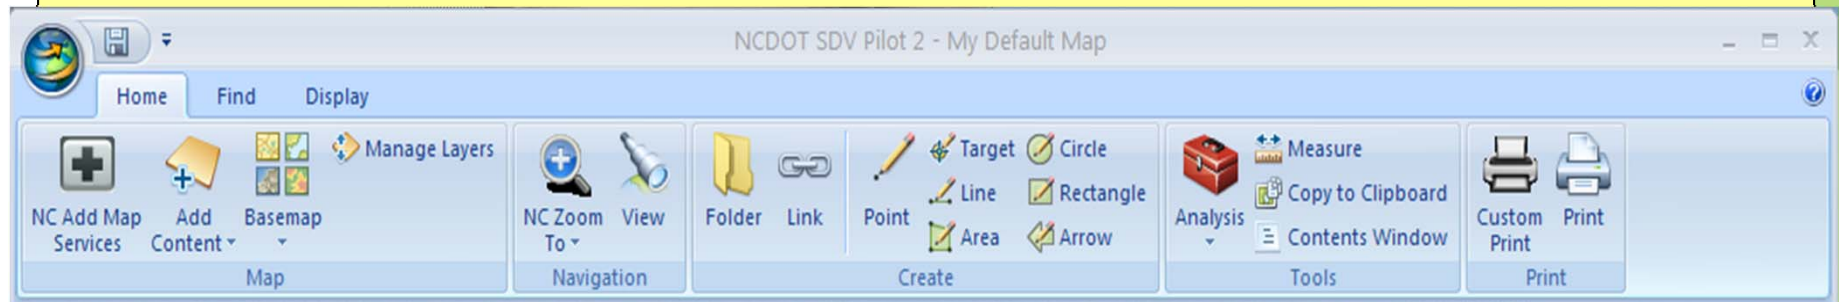 NCDOT SDV Pilot 2 - My Default Map
Home Find Display
NC Add Map
Services
Add
Content
Basemap
Manage Layers
Map
NC Zoom
To
View
Navigation
Folder
Link
Point
Target
Line
Area
Circle
Rectangle
Arrow
Create
Analysis
Measure
Copy to Clipboard
Contents Window
Tools
Custom
Print
Print
Print